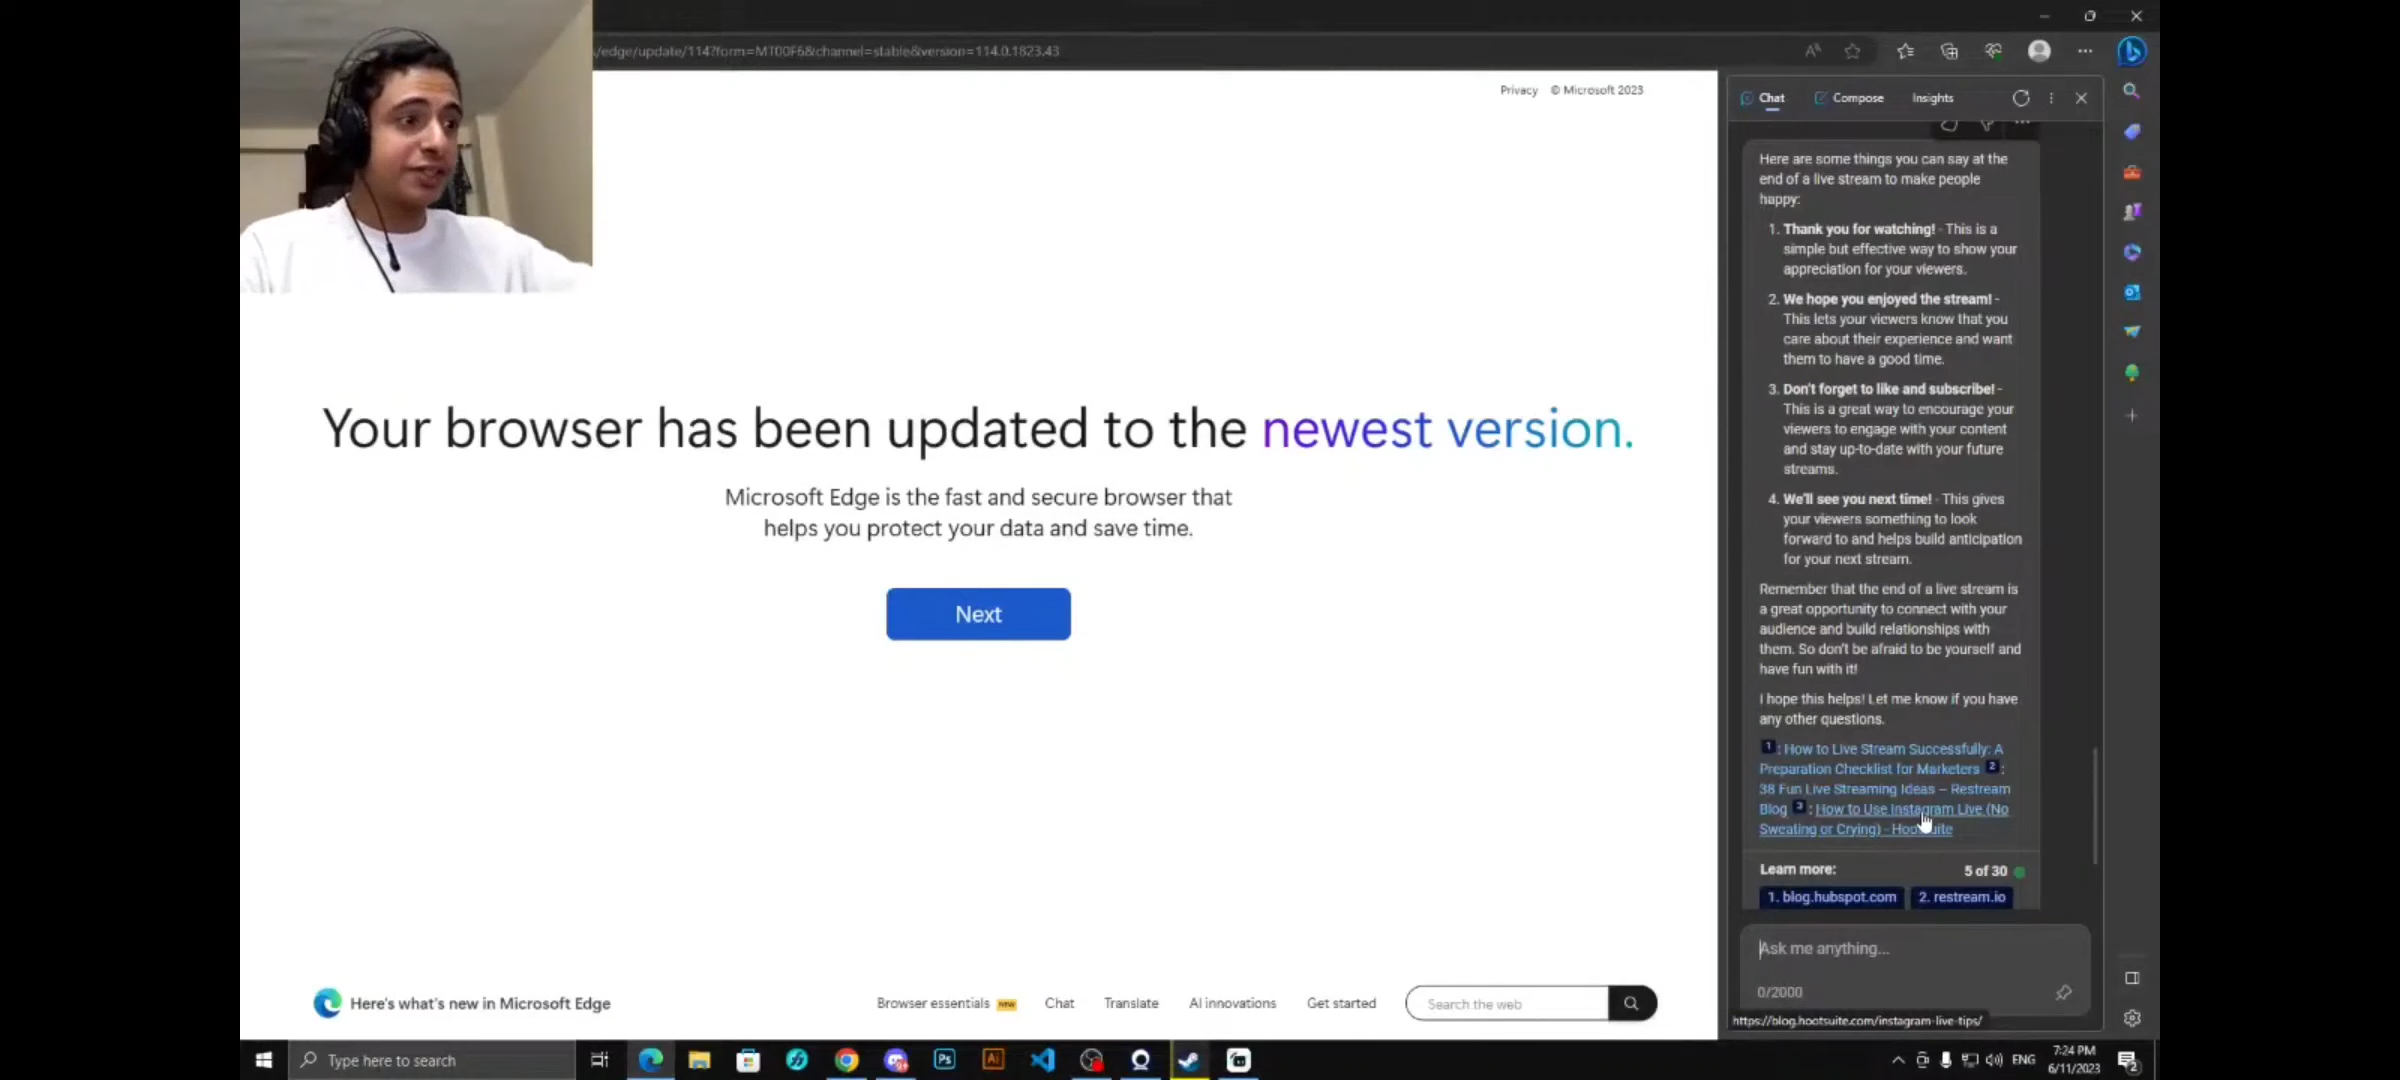 /edge/update/114?form=MT00F6&channel=stable&version=114.0.1823.43
Privacy © Microsoft 2023
Your browser has been updated to the newest version.
Microsoft Edge is the fast and secure browser that
helps you protect your data and save time.
Next
Here's what's new in Microsoft Edge
Browser essentials NEW Chat Translate AI innovations Get started Search the web
Chat Compose Insights
Here are some things you can say at the
end of a live stream to make people
happy:
1. Thank you for watching! - This is a
simple but effective way to show your
appreciation for your viewers.
2. We hope you enjoyed the stream! -
This lets your viewers know that you
care about their experience and want
them to have a good time.
3. Don't forget to like and subscribe! -
This is a great way to encourage your
viewers to engage with your content
and stay up-to-date with your future
streams.
4. We'll see you next time! - This gives
your viewers something to look
forward to and helps build anticipation
for your next stream.
Remember that the end of a live stream is
a great opportunity to connect with your
audience and build relationships with
them. So don't be afraid to be yourself and
have fun with it!
I hope this helps! Let me know if you have
any other questions.
1 : How to Live Stream Successfully: A
Preparation Checklist for Marketers 2 :
38 Fun Live Streaming Ideas – Restream
Blog 3 : How to Use Instagram Live (No
Sweating or Crying) - Hootsuite
Learn more: 5 of 30
1. blog.hubspot.com 2. restream.io
Ask me anything...
0/2000
https://blog.hootsuite.com/instagram-live-tips/
Type here to search
Ps
Ai
ENG
7:24 PM
6/11/2023
2